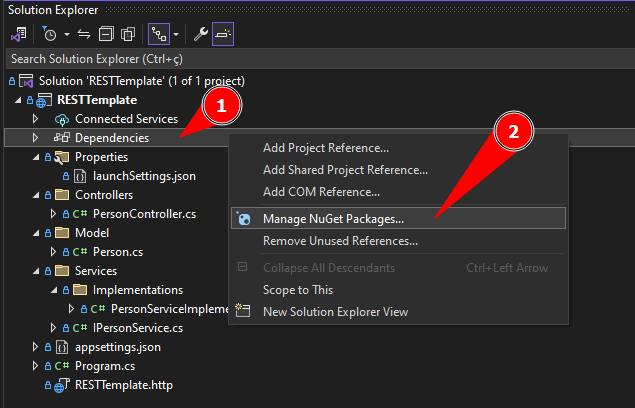 Solution Explorer
Search Solution Explorer (Ctrl+ç)
Solution 'RESTTemplate' (1 of 1 project)
RESTTemplate
1
Connected Services
Dependencies
2
Add Project Reference...
Properties
Add Shared Project Reference...
launchSettings.json
Add COM Reference...
Controllers
PersonController.cs
Manage NuGet Packages...
Model
Remove Unused References...
Person.cs
Services
Collapse All Descendants Ctrl+Left Arrow
Implementations
Scope to This
PersonServiceImpleme
New Solution Explorer View
IPersonService.cs
appsettings.json
Program.cs
RESTTemplate.http